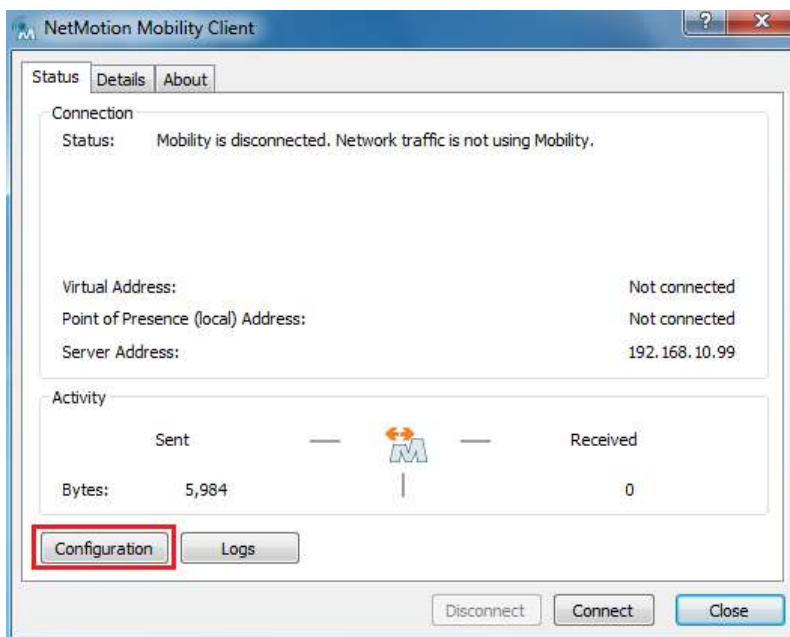 NetMotion Mobility Client
Status Details About
Connection
Status: Mobility is disconnected. Network traffic is not using Mobility.
Virtual Address: Not connected
Point of Presence (local) Address: Not connected
Server Address: 192.168.10.99
Activity
Sent Received
Bytes: 5,984 0
Configuration Logs
Disconnect Connect Close